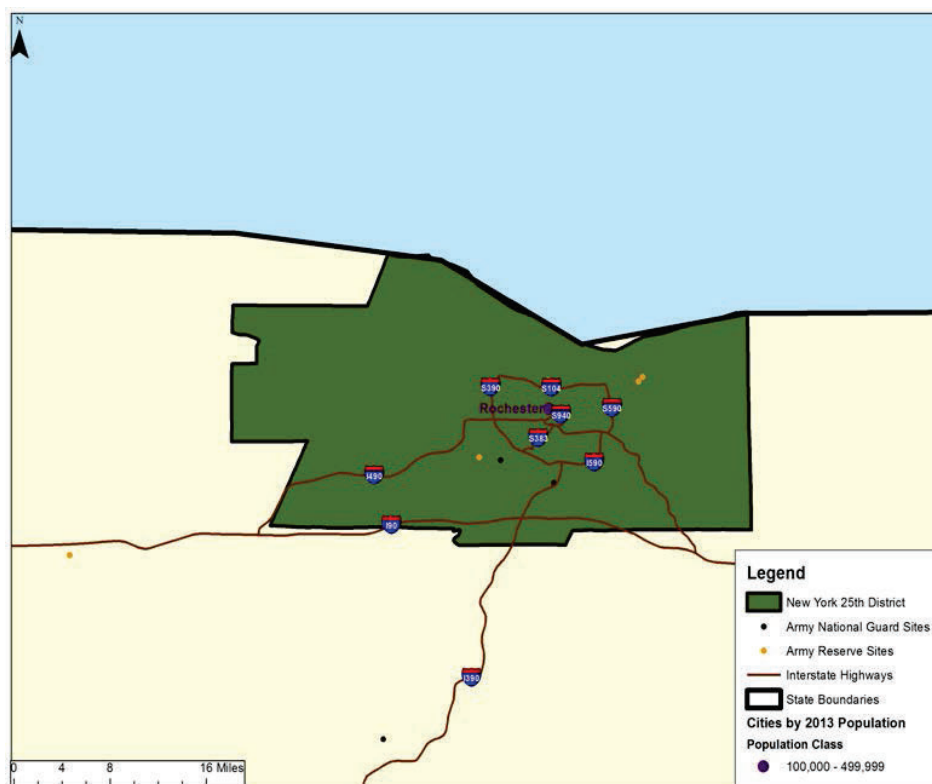 N
S390
S104
Rochester
S940
S590
S383
I590
I490
I90
I390
Legend
New York 25th District
Army National Guard Sites
Army Reserve Sites
Interstate Highways
State Boundaries
Cities by 2013 Population
Population Class
100,000 - 499,999
0 4 8 16 Miles